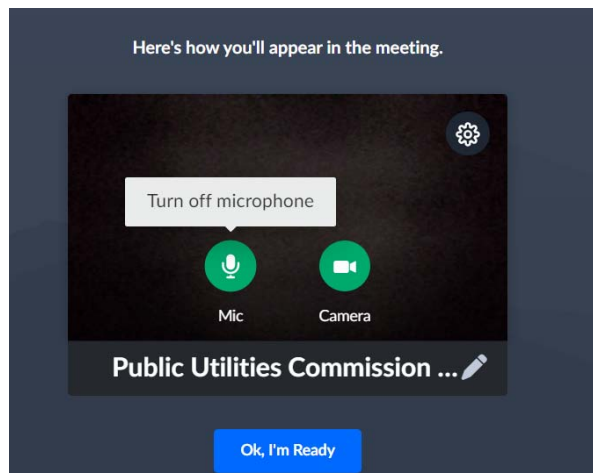 Here's how you'll appear in the meeting.
Turn off microphone
Mic Camera
Public Utilities Commission ...
Ok, I'm Ready